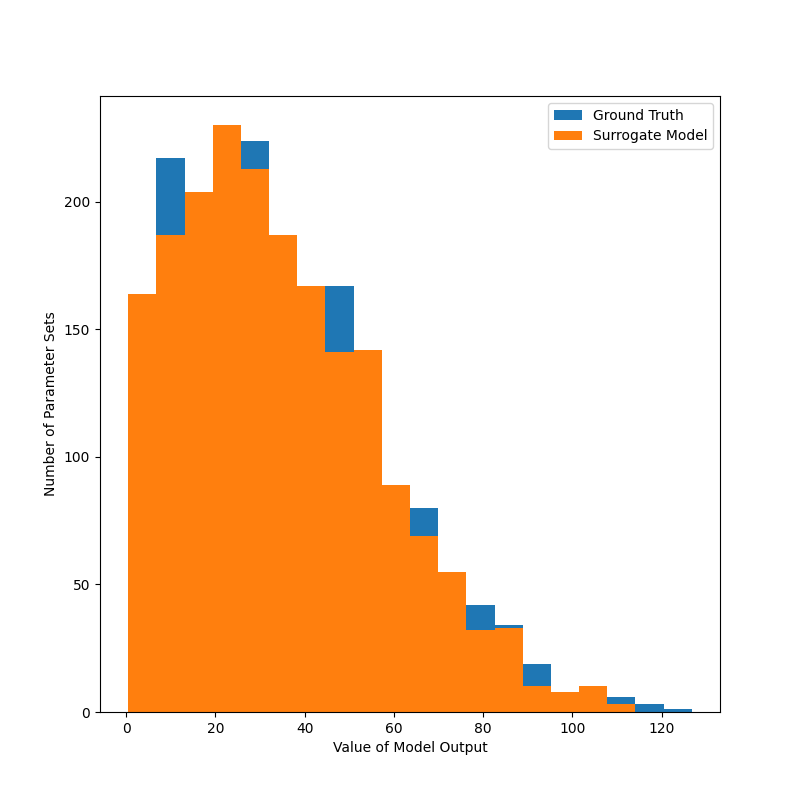 Ground Truth
Surrogate Model
200
150
100
50
0
Number of Parameter Sets
0 20 40 60 80 100 120
Value of Model Output